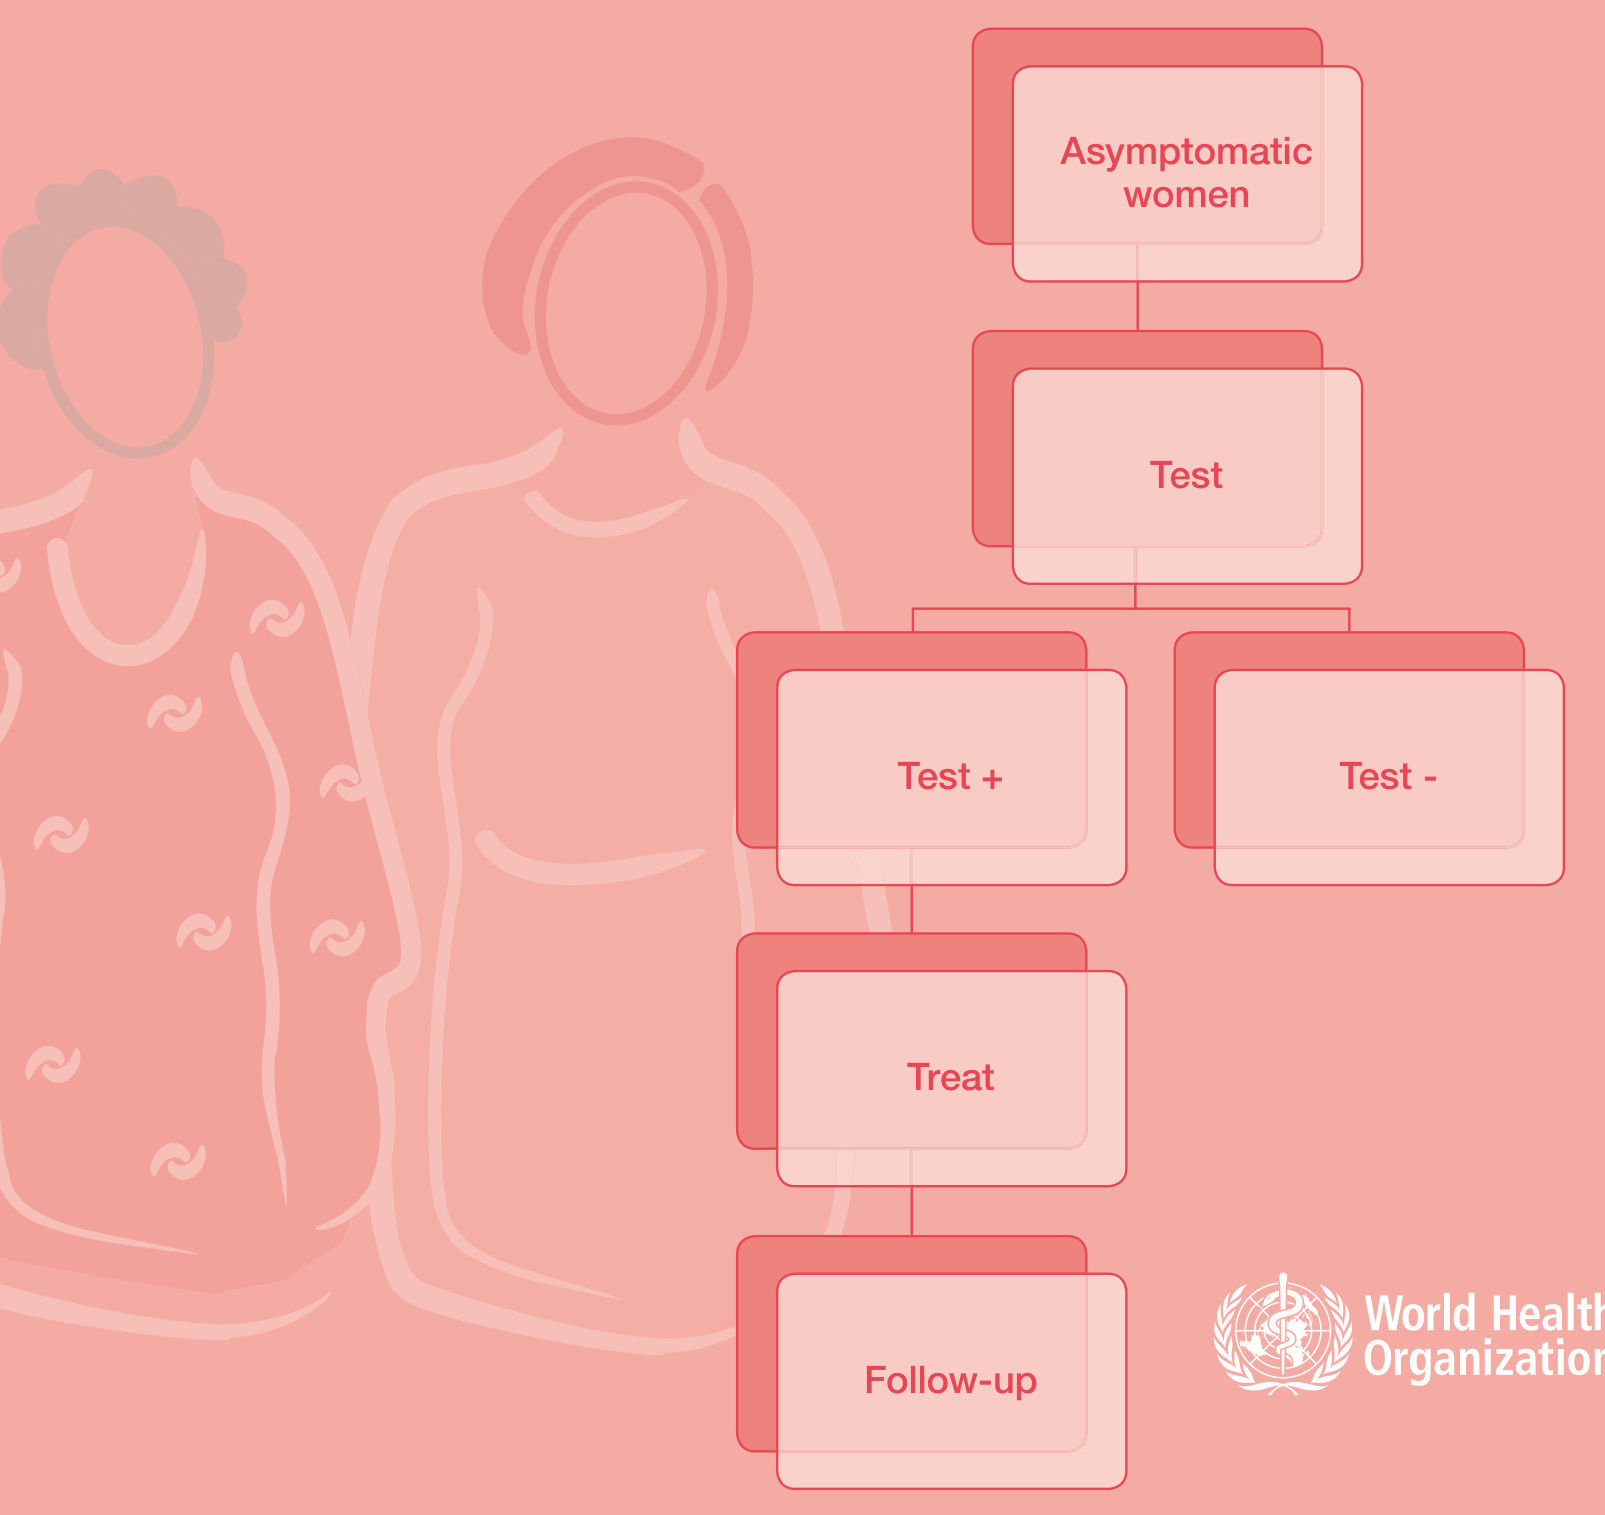 Asymptomatic
women
Test
Test +
Test -
Treat
Follow-up
World Health
Organization